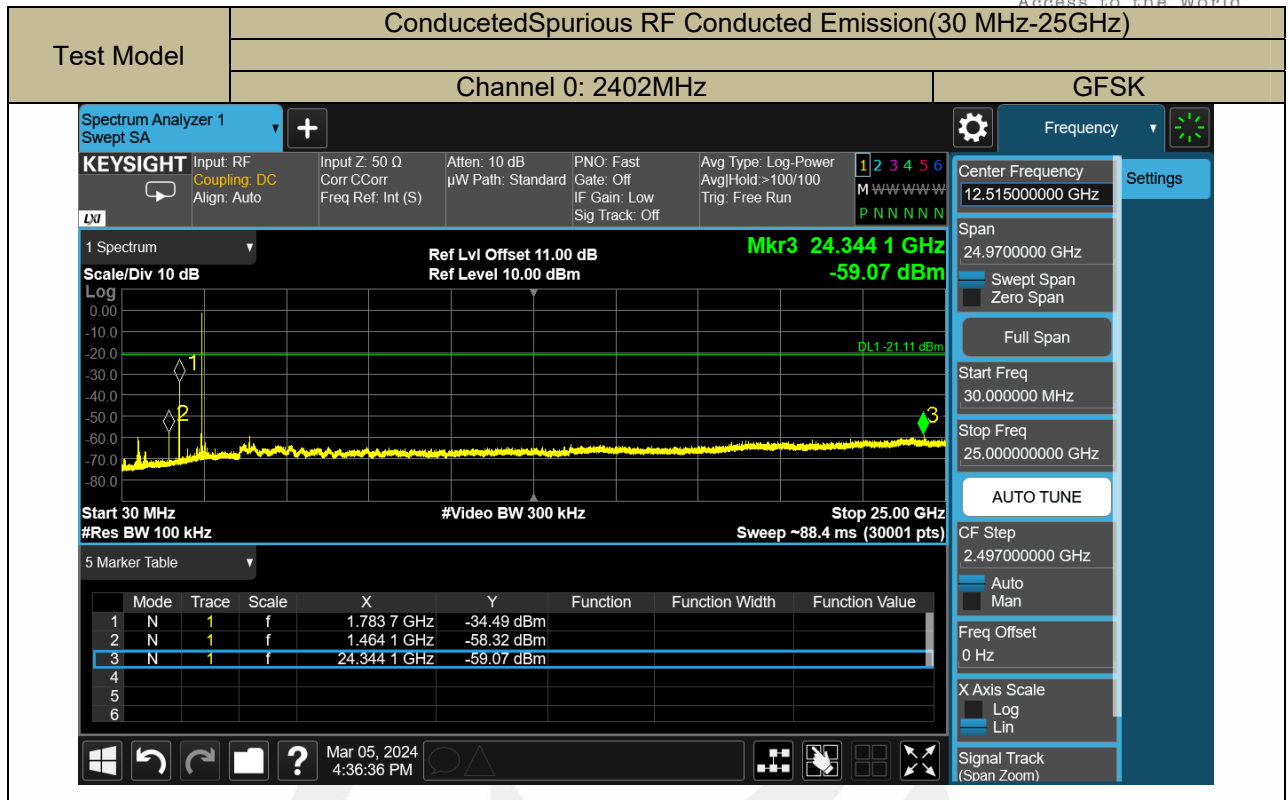 Access to the World
Test Model
ConducetedSpurious RF Conducted Emission(30 MHz-25GHz)
Channel 0: 2402MHz
GFSK
Spectrum Analyzer 1
Swept SA
Frequency
KEYSIGHT
LXI
Input: RF
Coupling: DC
Align: Auto
Input Z: 50 Ω
Corr CCorr
Freq Ref: Int (S)
Atten: 10 dB
µW Path: Standard
PNO: Fast
Gate: Off
IF Gain: Low
Sig Track: Off
Avg Type: Log-Power
Avg|Hold:>100/100
Trig: Free Run
1 2 3 4 5 6
M W W W W W
P N N N N N
1 Spectrum
Scale/Div 10 dB
Ref Lvl Offset 11.00 dB
Ref Level 10.00 dBm
Mkr3 24.344 1 GHz
-59.07 dBm
Log
0.00
-10.0
-20.0
-30.0
-40.0
-50.0
-60.0
-70.0
-80.0
DL1 -21.11 dBm
1
2
3
Start 30 MHz
#Res BW 100 kHz
#Video BW 300 kHz
Stop 25.00 GHz
Sweep ~88.4 ms (30001 pts)
5 Marker Table
Mode Trace Scale X Y Function Function Width Function Value
1 N 1 f 1.783 7 GHz -34.49 dBm
2 N 1 f 1.464 1 GHz -58.32 dBm
3 N 1 f 24.344 1 GHz -59.07 dBm
4
5
6
?
Mar 05, 2024
4:36:36 PM
Center Frequency
12.515000000 GHz
Span
24.9700000 GHz
Swept Span
Zero Span
Full Span
Start Freq
30.000000 MHz
Stop Freq
25.000000000 GHz
AUTO TUNE
CF Step
2.497000000 GHz
Auto
Man
Freq Offset
0 Hz
X Axis Scale
Log
Lin
Signal Track
(Span Zoom)
Settings